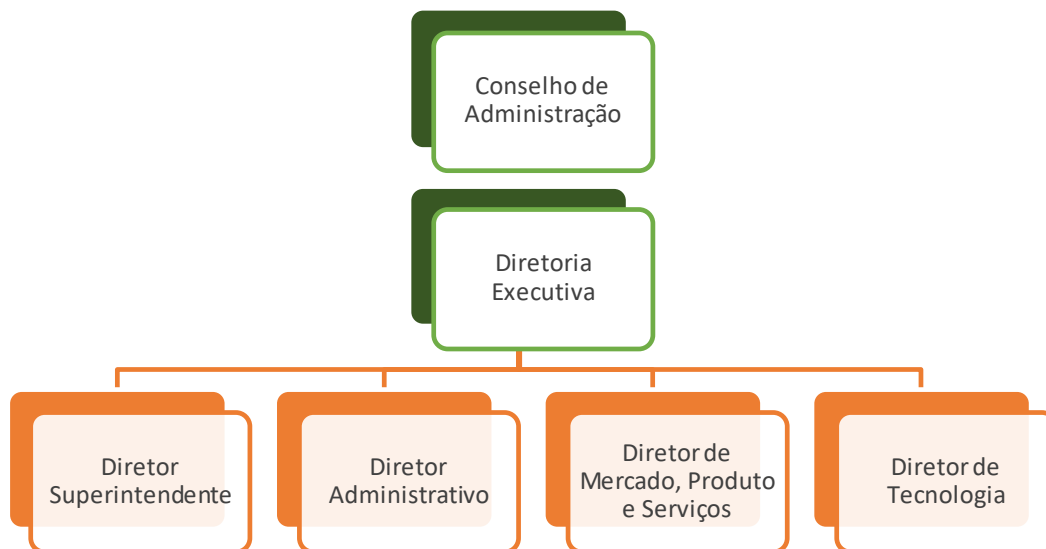 Conselho de
Administração
Diretoria
Executiva
Diretor
Superintendente
Diretor
Administrativo
Diretor de
Mercado, Produto
e Serviços
Diretor de
Tecnologia